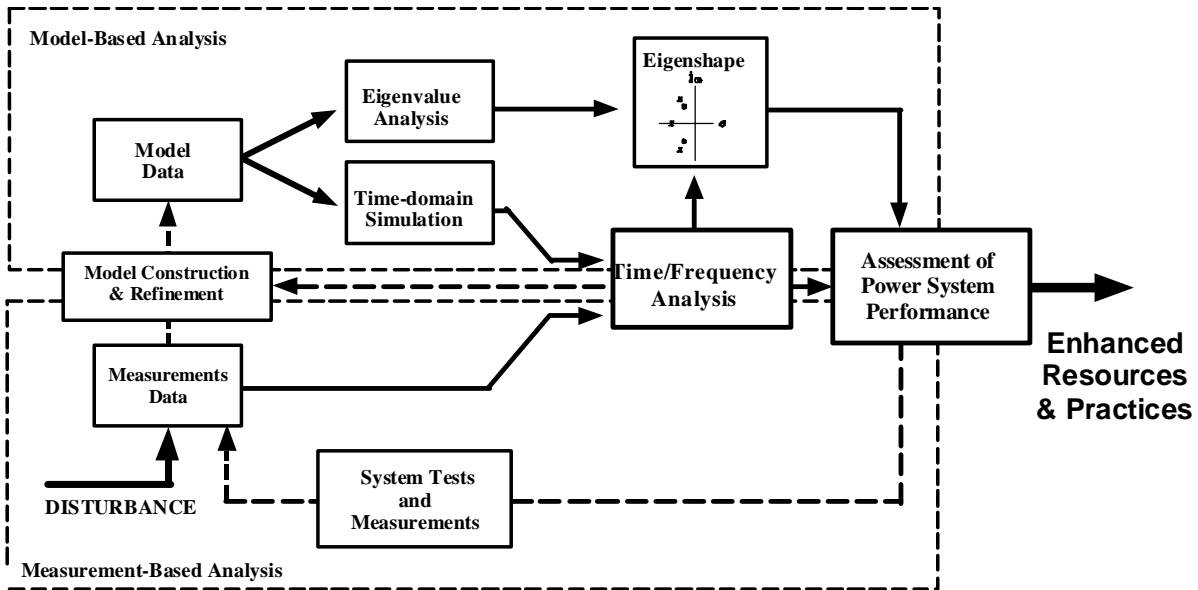 Model-Based Analysis
Eigenvalue
Analysis
Eigenshape
Model
Data
Time-domain
Simulation
Model Construction
& Refinement
Time/Frequency
Analysis
Assessment of
Power System
Performance
Enhanced
Resources
& Practices
Measurements
Data
DISTURBANCE
System Tests
and
Measurements
Measurement-Based Analysis